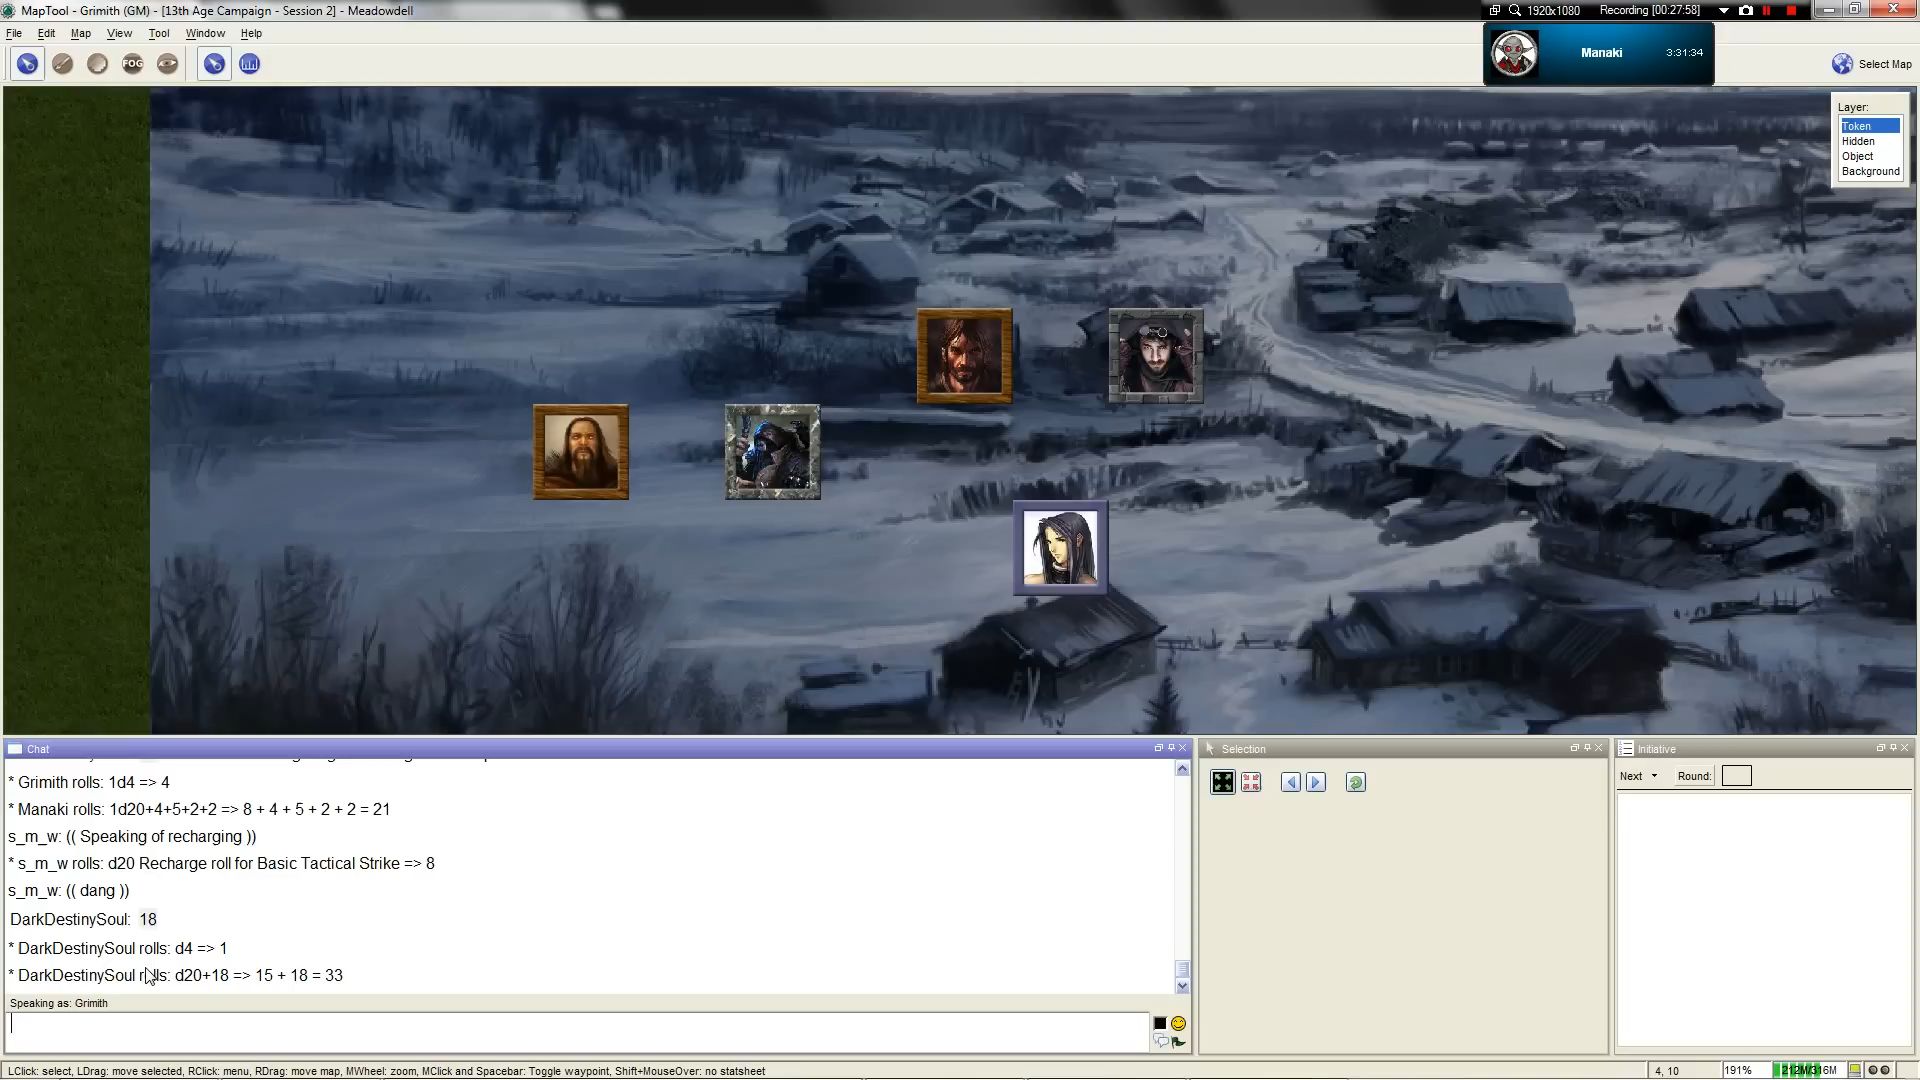 MapTool - Grimith (GM) - [13th Age Campaign - Session 2] - Meadowdell
1920x1080
Recording [00:27:58]
File Edit Map View Tool Window Help
Manaki
3:31:34
FOG
Select Map
Layer:
Token
Hidden
Object
Background
Chat
* Grimith rolls: 1d4 => 4
* Manaki rolls: 1d20+4+5+2+2 => 8 + 4 + 5 + 2 + 2 = 21
s_m_w: (( Speaking of recharging ))
* s_m_w rolls: d20 Recharge roll for Basic Tactical Strike => 8
s_m_w: (( dang ))
DarkDestinySoul: 18
* DarkDestinySoul rolls: d4 => 1
* DarkDestinySoul rolls: d20+18 => 15 + 18 = 33
Speaking as: Grimith
Selection
Initiative
Next
Round:
LClick: select, LDrag: move selected, RClick: menu, RDrag: move map, MWheel: zoom, MClick and Spacebar: Toggle waypoint, Shift+MouseOver: no statsheet
4, 10
191%
212M/316M